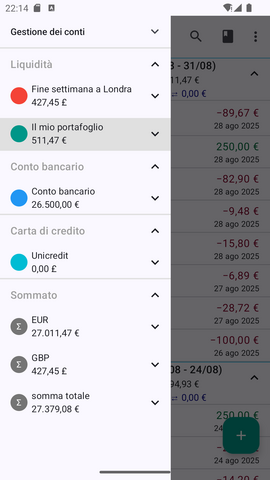 22:14
Gestione dei conti
Liquidità
Fine settimana a Londra
427,45 £
Il mio portafoglio
511,47 €
Conto bancario
Conto bancario
26.500,00 €
Carta di credito
Unicredit
0,00 £
Sommato
Σ
EUR
27.011,47 €
Σ
GBP
427,45 £
Σ
somma totale
27.379,08 €
- 31/08)
11,47 €
0,00 €
−89,67 €
28 ago 2025
250,00 €
28 ago 2025
−82,90 €
28 ago 2025
−9,48 €
28 ago 2025
−15,80 €
28 ago 2025
−6,89 €
27 ago 2025
−28,72 €
27 ago 2025
−100,00 €
26 ago 2025
08 - 24/08)
94,93 €
0,00 €
250,00 €